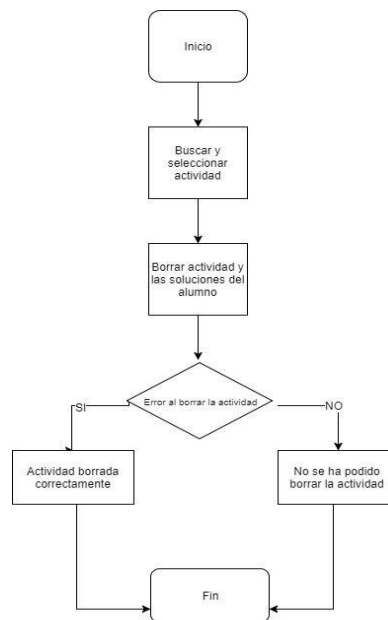 Inicio
Buscar y
seleccionar
actividad
Borrar actividad y
las soluciones del
alumno
Error al borrar la actividad
SI
NO
Actividad borrada
correctamente
No se ha podido
borrar la actividad
Fin